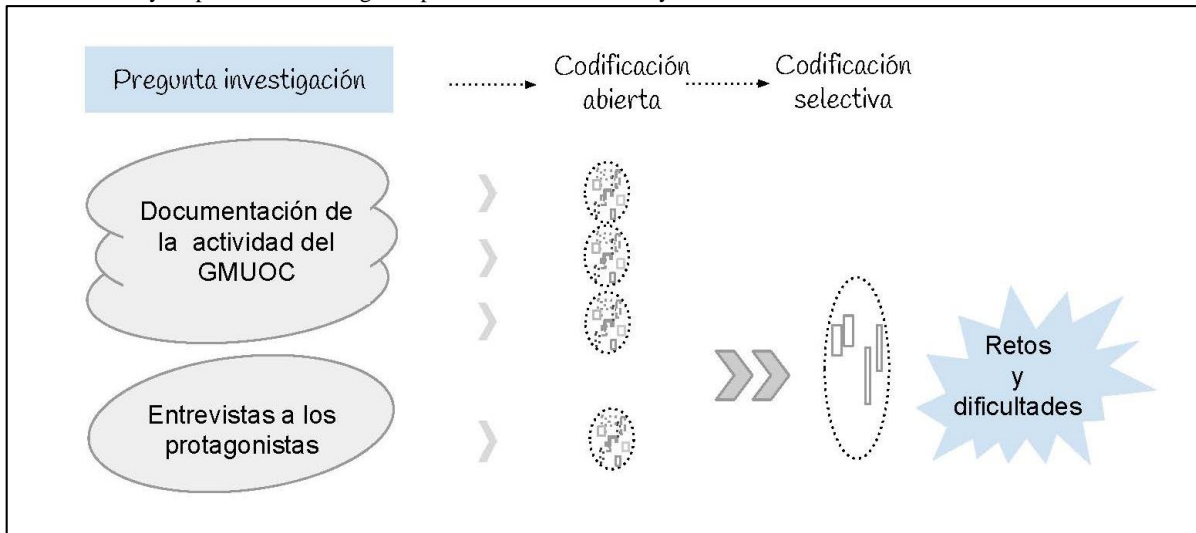 Pregunta investigación
Codificación
abierta
Codificación
selectiva
Documentación de
la actividad del
GMUOC
Entrevistas a los
protagonistas
Retos
y
dificultades